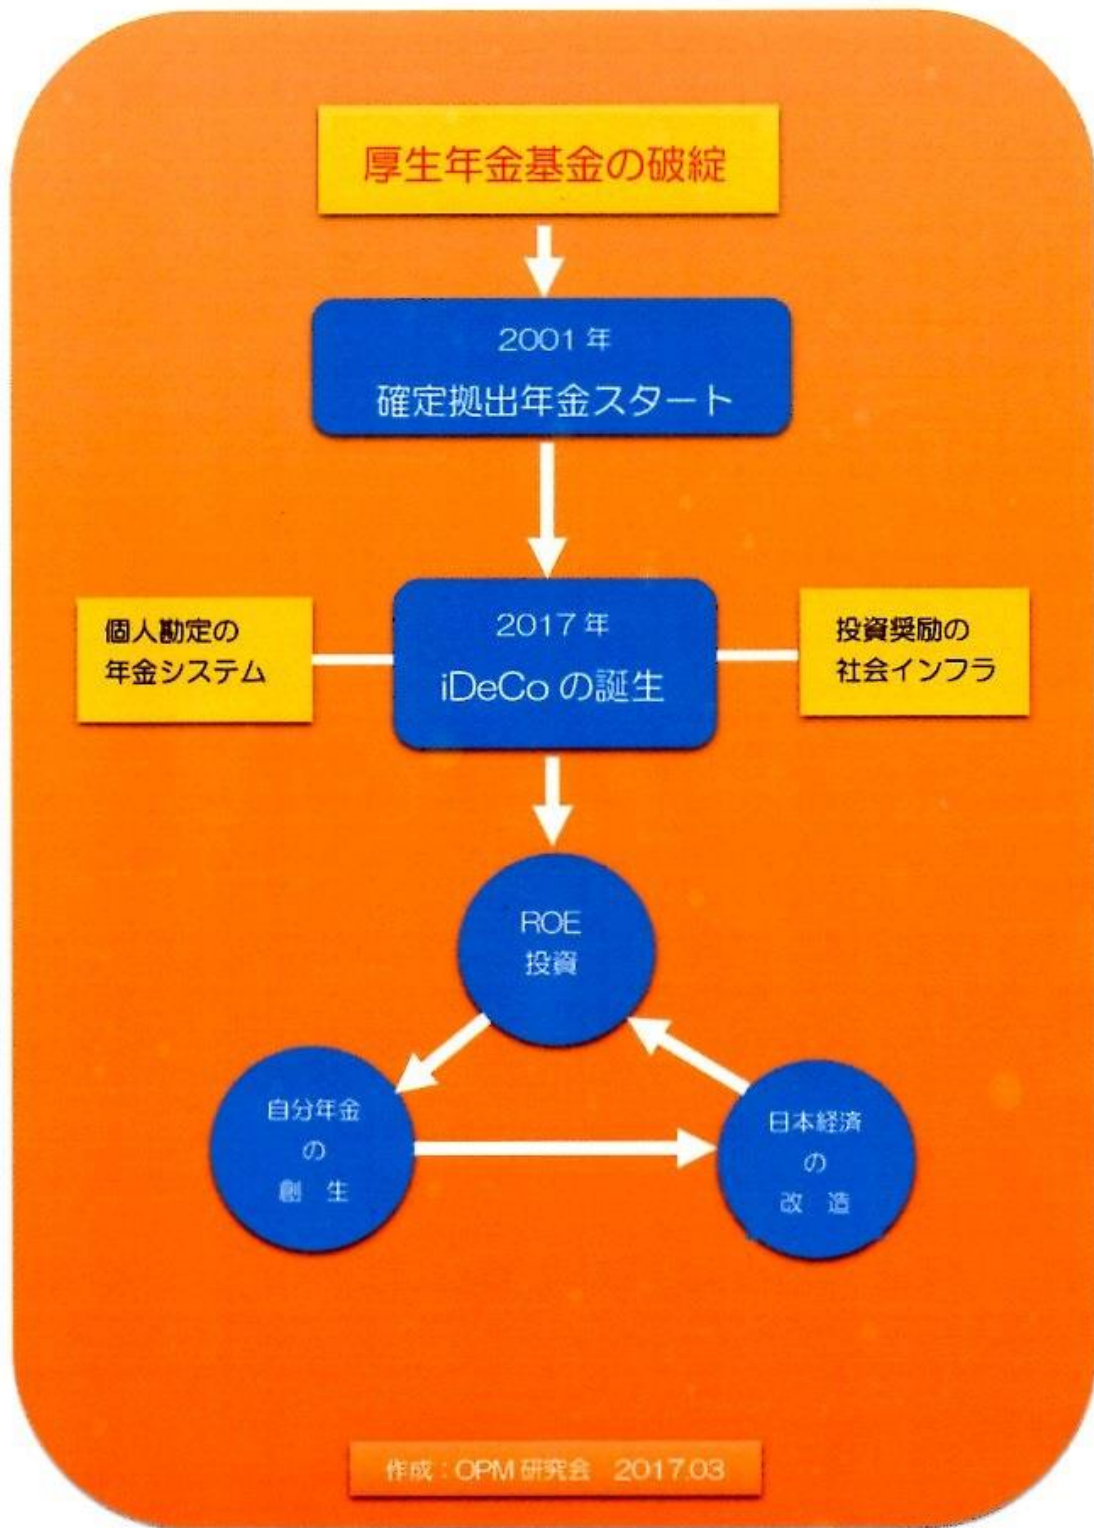 厚生年金基金の破綻
2001年
確定拠出年金スタート
個人勘定の
年金システム
2017年
iDeCoの誕生
投資奨励の
社会インフラ
ROE
投資
自分年金
の
創 生
日本経済
の
改 造
作成：OPM研究会 2017.03